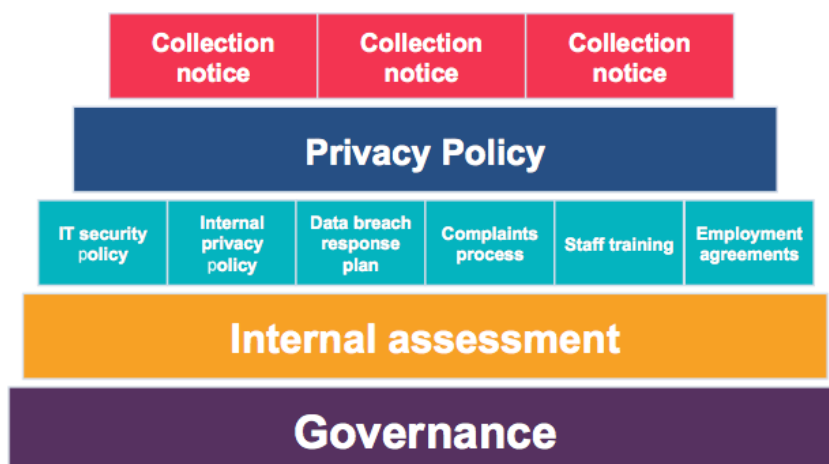 Collection
notice
Collection
notice
Collection
notice
Privacy Policy
IT security
policy
Internal
privacy
policy
Data breach
response
plan
Complaints
process
Staff training
Employment
agreements
Internal assessment
Governance